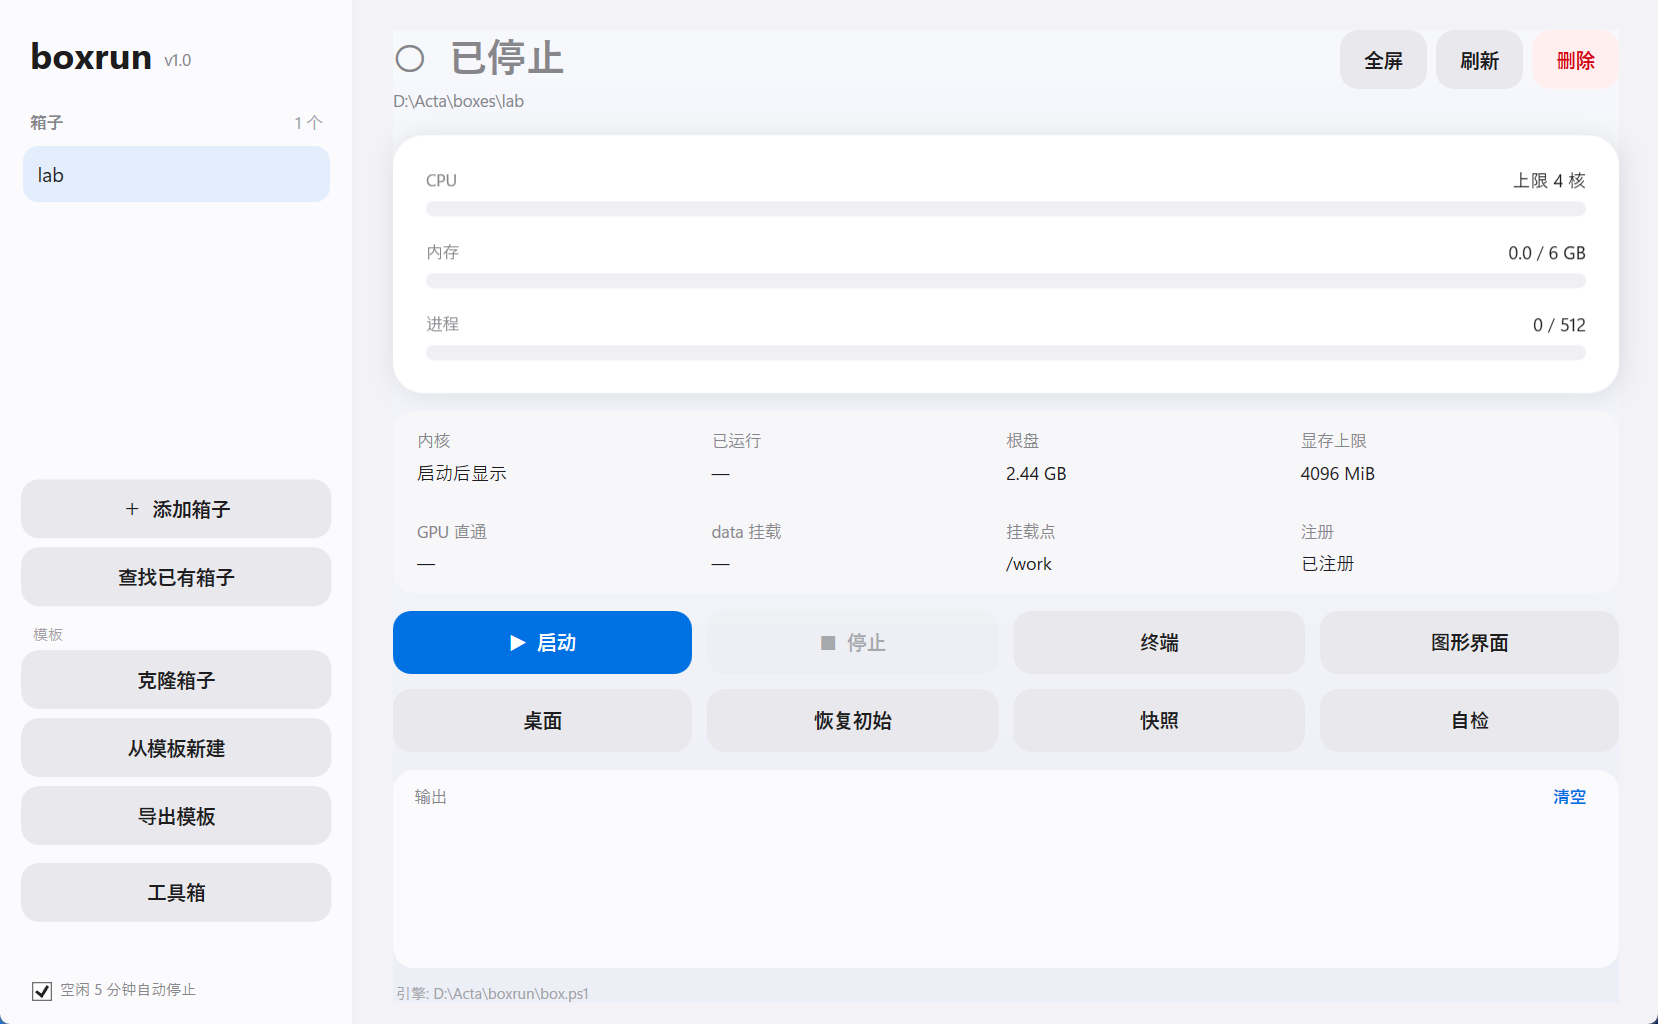 boxrun v1.0
箱子 1 个
lab
+ 添加箱子
查找已有箱子
模板
克隆箱子
从模板新建
导出模板
工具箱
空闲 5 分钟自动停止
已停止
全屏 刷新 删除
D:\Acta\boxes\lab
CPU 上限 4 核
内存 0.0 / 6 GB
进程 0 / 512
内核 已运行 根盘 显存上限
启动后显示 — 2.44 GB 4096 MiB
GPU 直通 data 挂载 挂载点 注册
— — /work 已注册
▶ 启动 ■ 停止 终端 图形界面
桌面 恢复初始 快照 自检
输出 清空
引擎: D:\Acta\boxrun\box.ps1